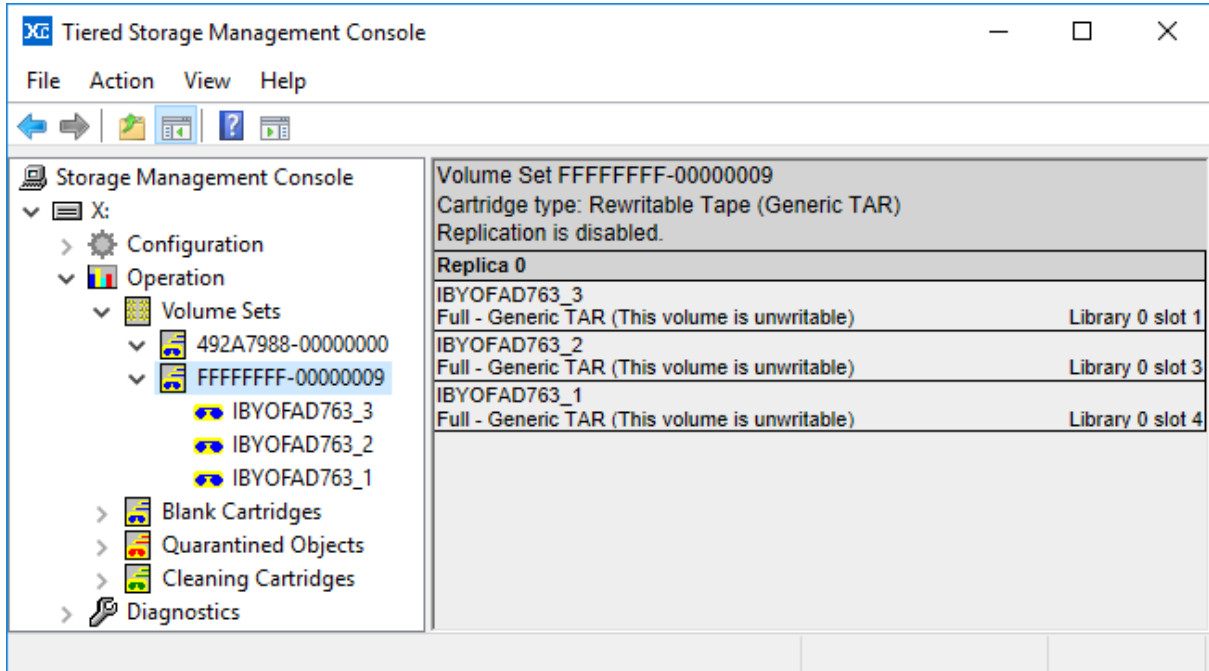 XC Tiered Storage Management Console
File Action View Help
Storage Management Console
X:
Configuration
Operation
Volume Sets
492A7988-00000000
FFFFFFFF-00000009
IBYOFAD763_3
IBYOFAD763_2
IBYOFAD763_1
Blank Cartridges
Quarantined Objects
Cleaning Cartridges
Diagnostics
Volume Set FFFFFFFF-00000009
Cartridge type: Rewritable Tape (Generic TAR)
Replication is disabled.
Replica 0
IBYOFAD763_3
Full - Generic TAR (This volume is unwritable) Library 0 slot 1
IBYOFAD763_2
Full - Generic TAR (This volume is unwritable) Library 0 slot 3
IBYOFAD763_1
Full - Generic TAR (This volume is unwritable) Library 0 slot 4